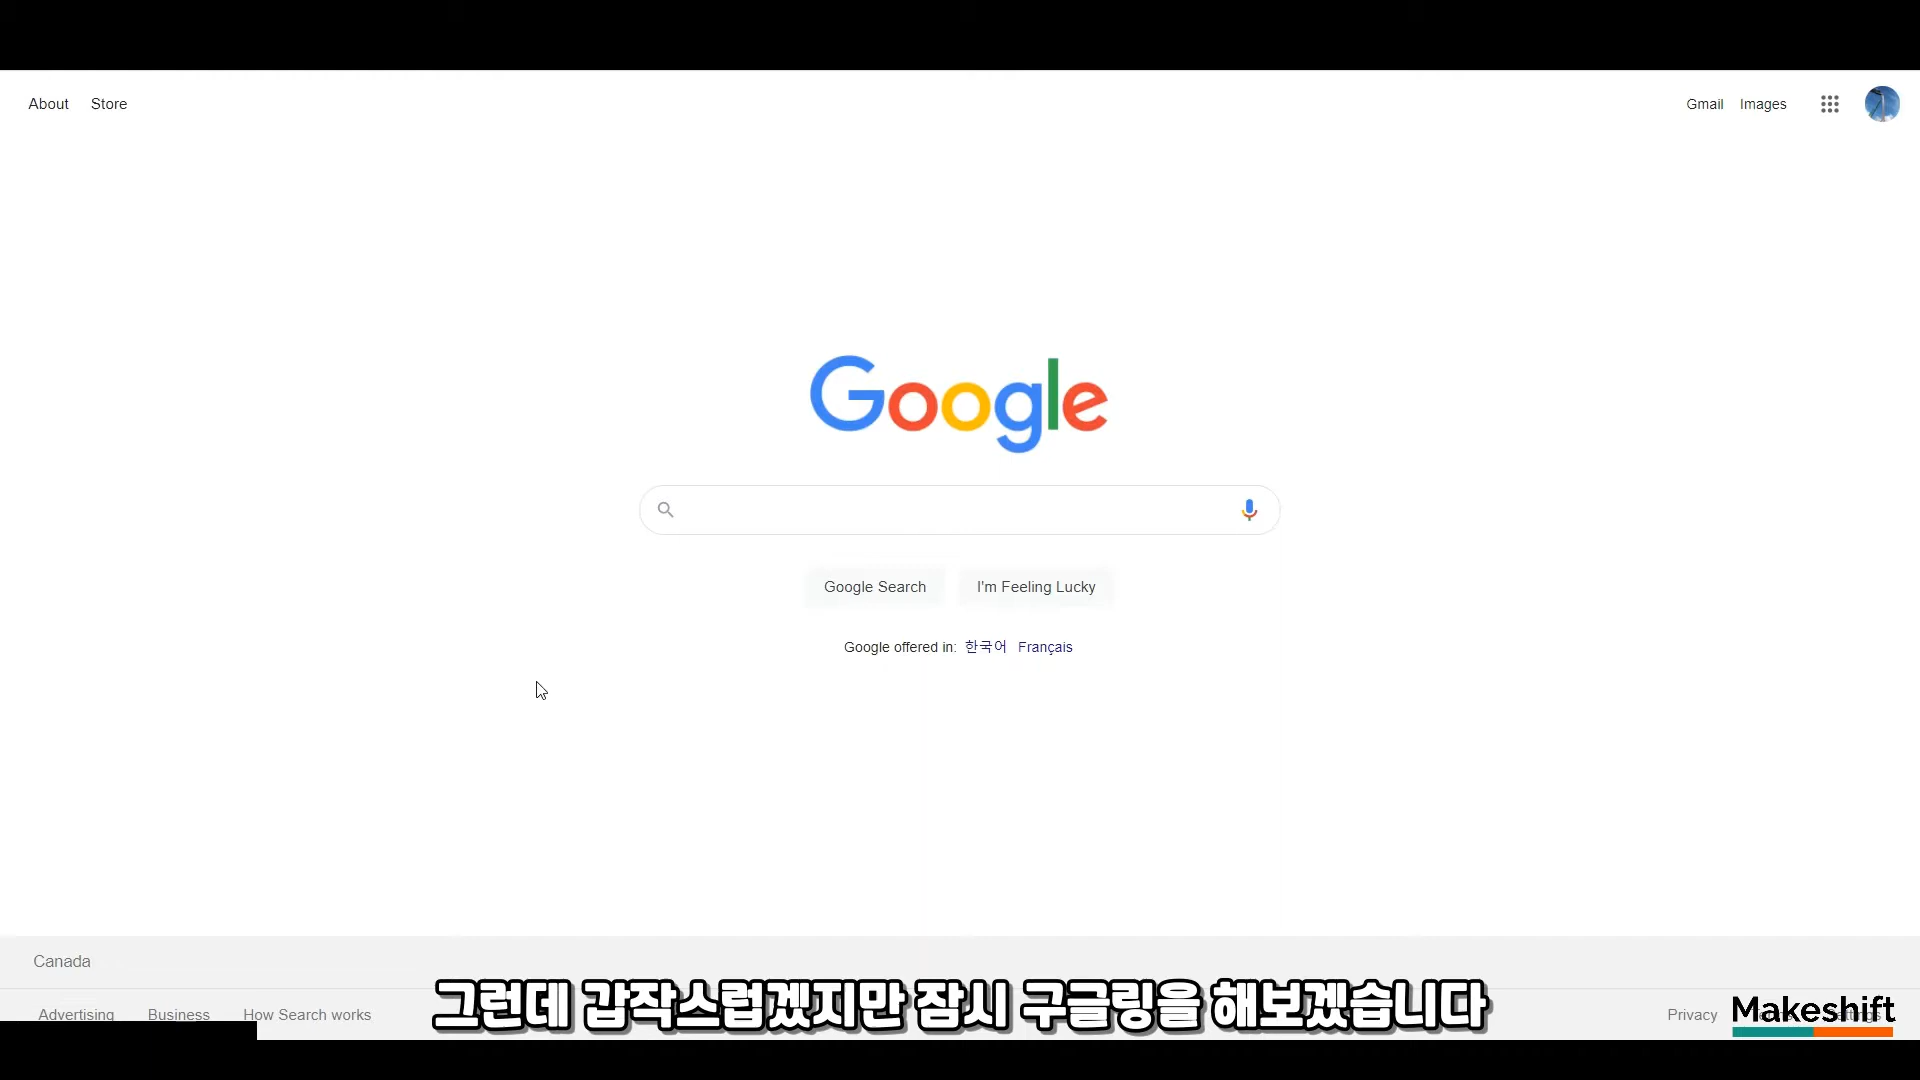 About Store
Gmail Images
Google
Google Search I'm Feeling Lucky
Google offered in: 한국어 Français
Canada
그런데 갑작스럽겠지만 잠시 구글링을 해보겠습니다
Advertising Business How Search works
Privacy
Makeshift